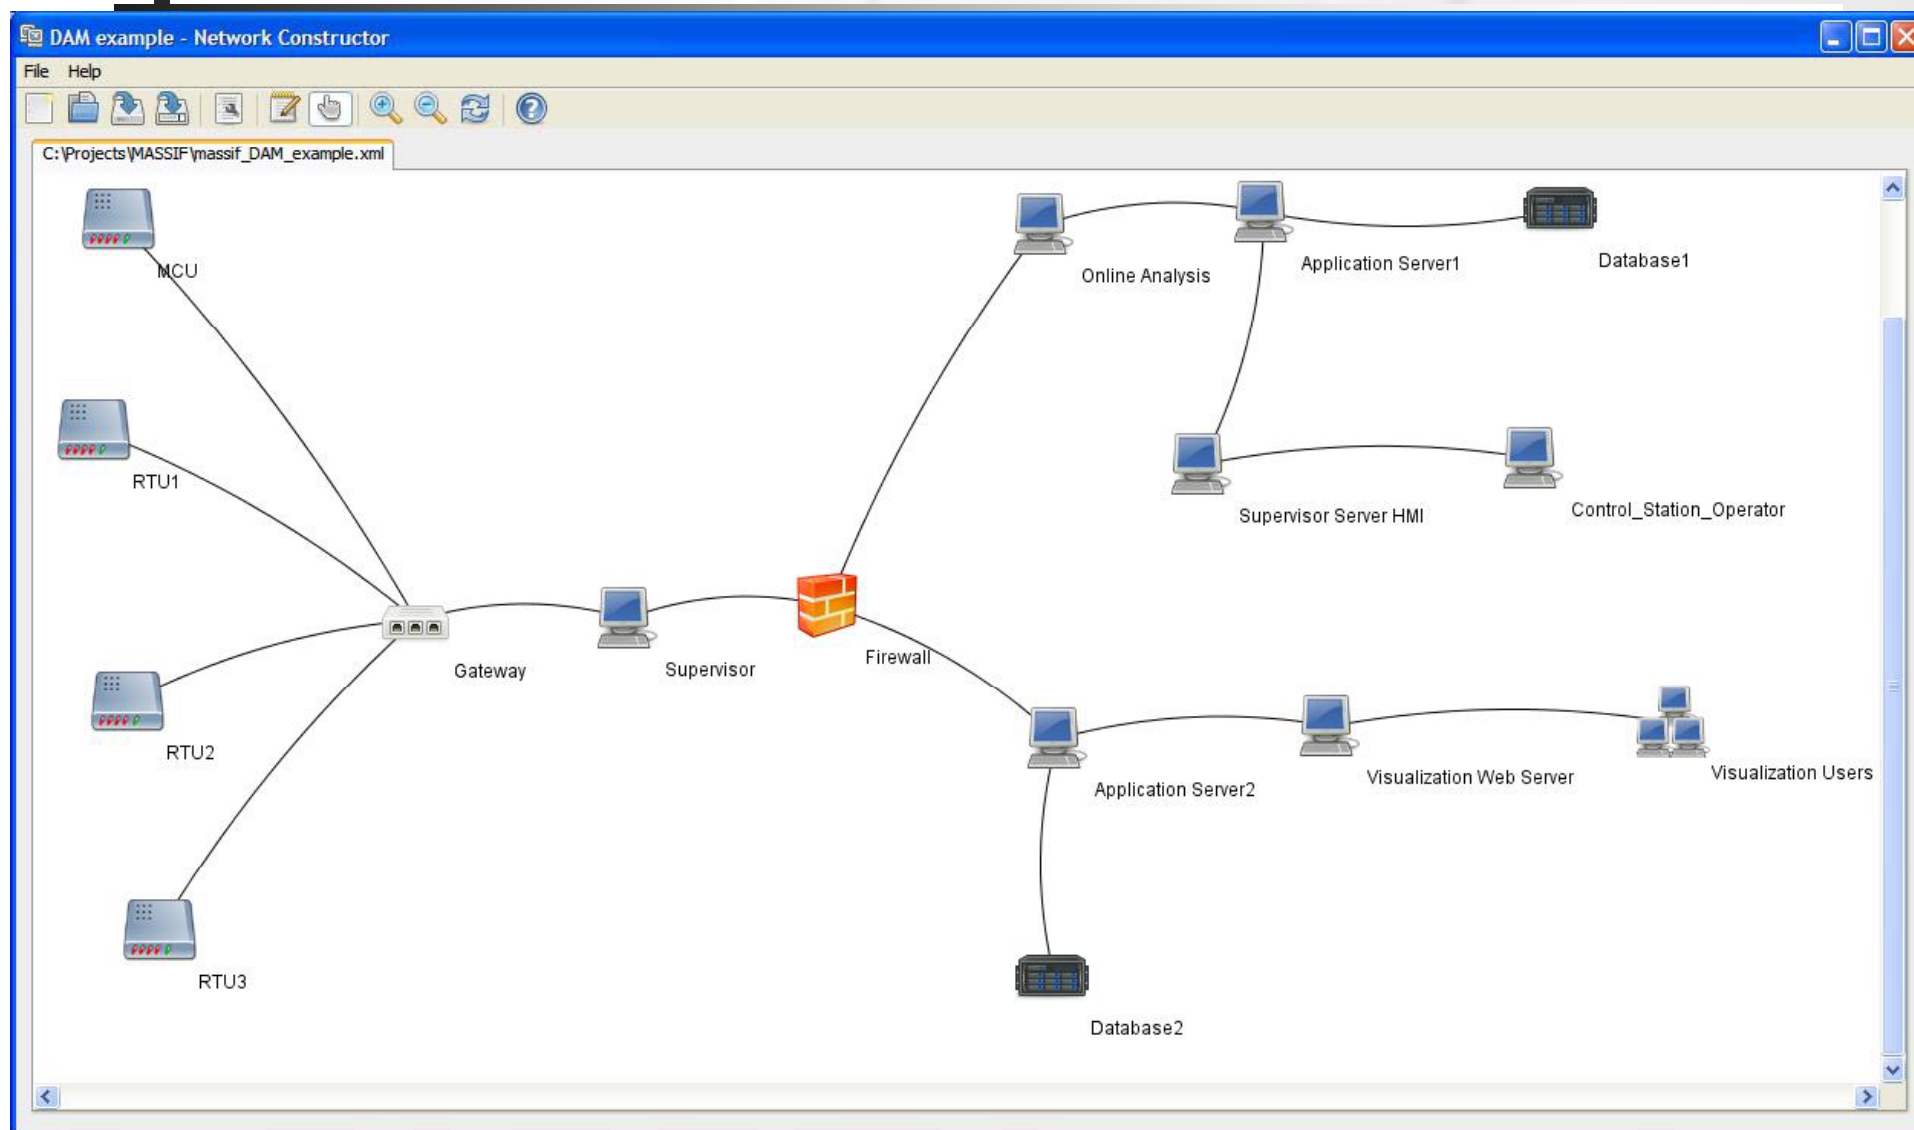 DAM example - Network Constructor
File Help
C:\Projects\MASSIF\massif_DAM_example.xml
MCU
Online Analysis
Application Server1
Database1
RTU1
Supervisor Server HMI
Control_Station_Operator
Gateway
Supervisor
Firewall
RTU2
Application Server2
Visualization Web Server
Visualization Users
RTU3
Database2